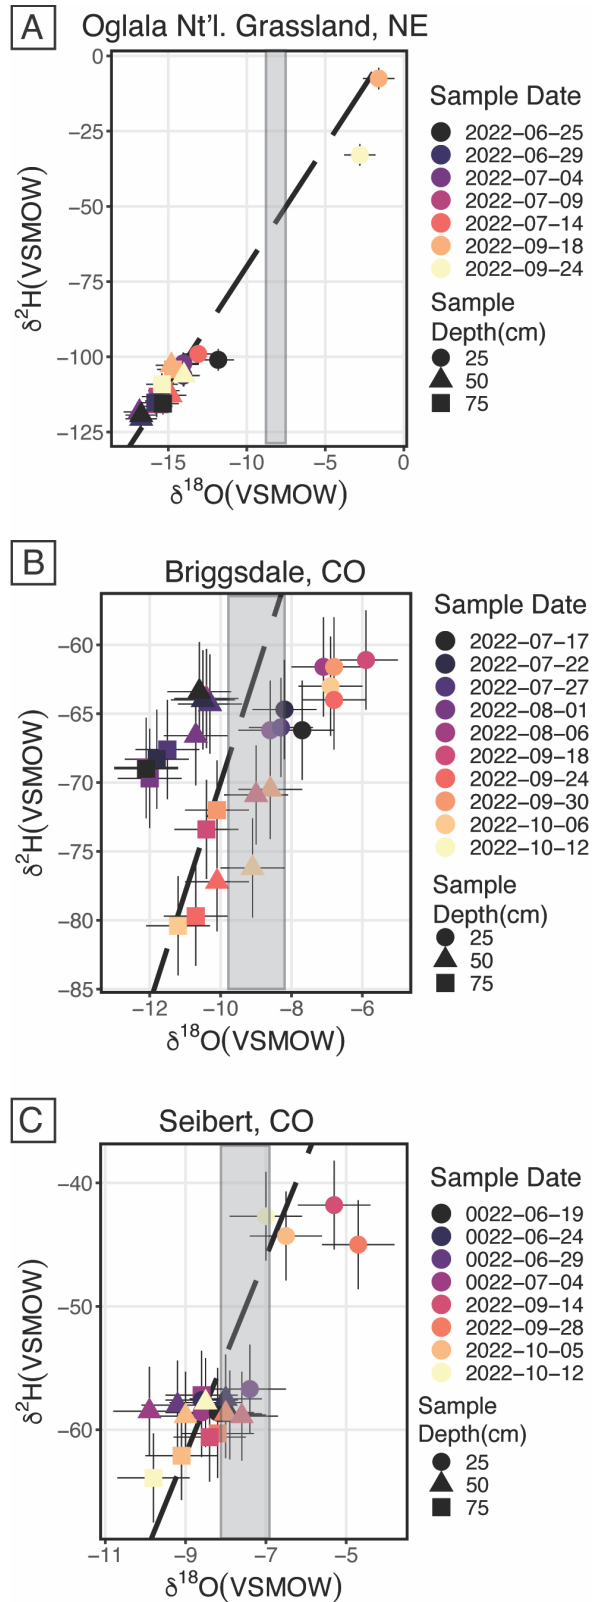 A
Oglala Nt'l. Grassland, NE
0
−25
−50
−75
−100
−125
δ²H(VSMOW)
−15
−10
−5
0
δ¹⁸O(VSMOW)
Sample Date
2022−06−25
2022−06−29
2022−07−04
2022−07−09
2022−07−14
2022−09−18
2022−09−24
Sample
Depth(cm)
25
50
75
B
Briggsdale, CO
−60
−65
−70
−75
−80
−85
δ²H(VSMOW)
−12
−10
−8
−6
δ¹⁸O(VSMOW)
Sample Date
2022−07−17
2022−07−22
2022−07−27
2022−08−01
2022−08−06
2022−09−18
2022−09−24
2022−09−30
2022−10−06
2022−10−12
Sample
Depth(cm)
25
50
75
C
Seibert, CO
−40
−50
−60
δ²H(VSMOW)
−11
−9
−7
−5
δ¹⁸O(VSMOW)
Sample Date
0022−06−19
0022−06−24
0022−06−29
0022−07−04
2022−09−14
2022−09−28
2022−10−05
2022−10−12
Sample
Depth(cm)
25
50
75